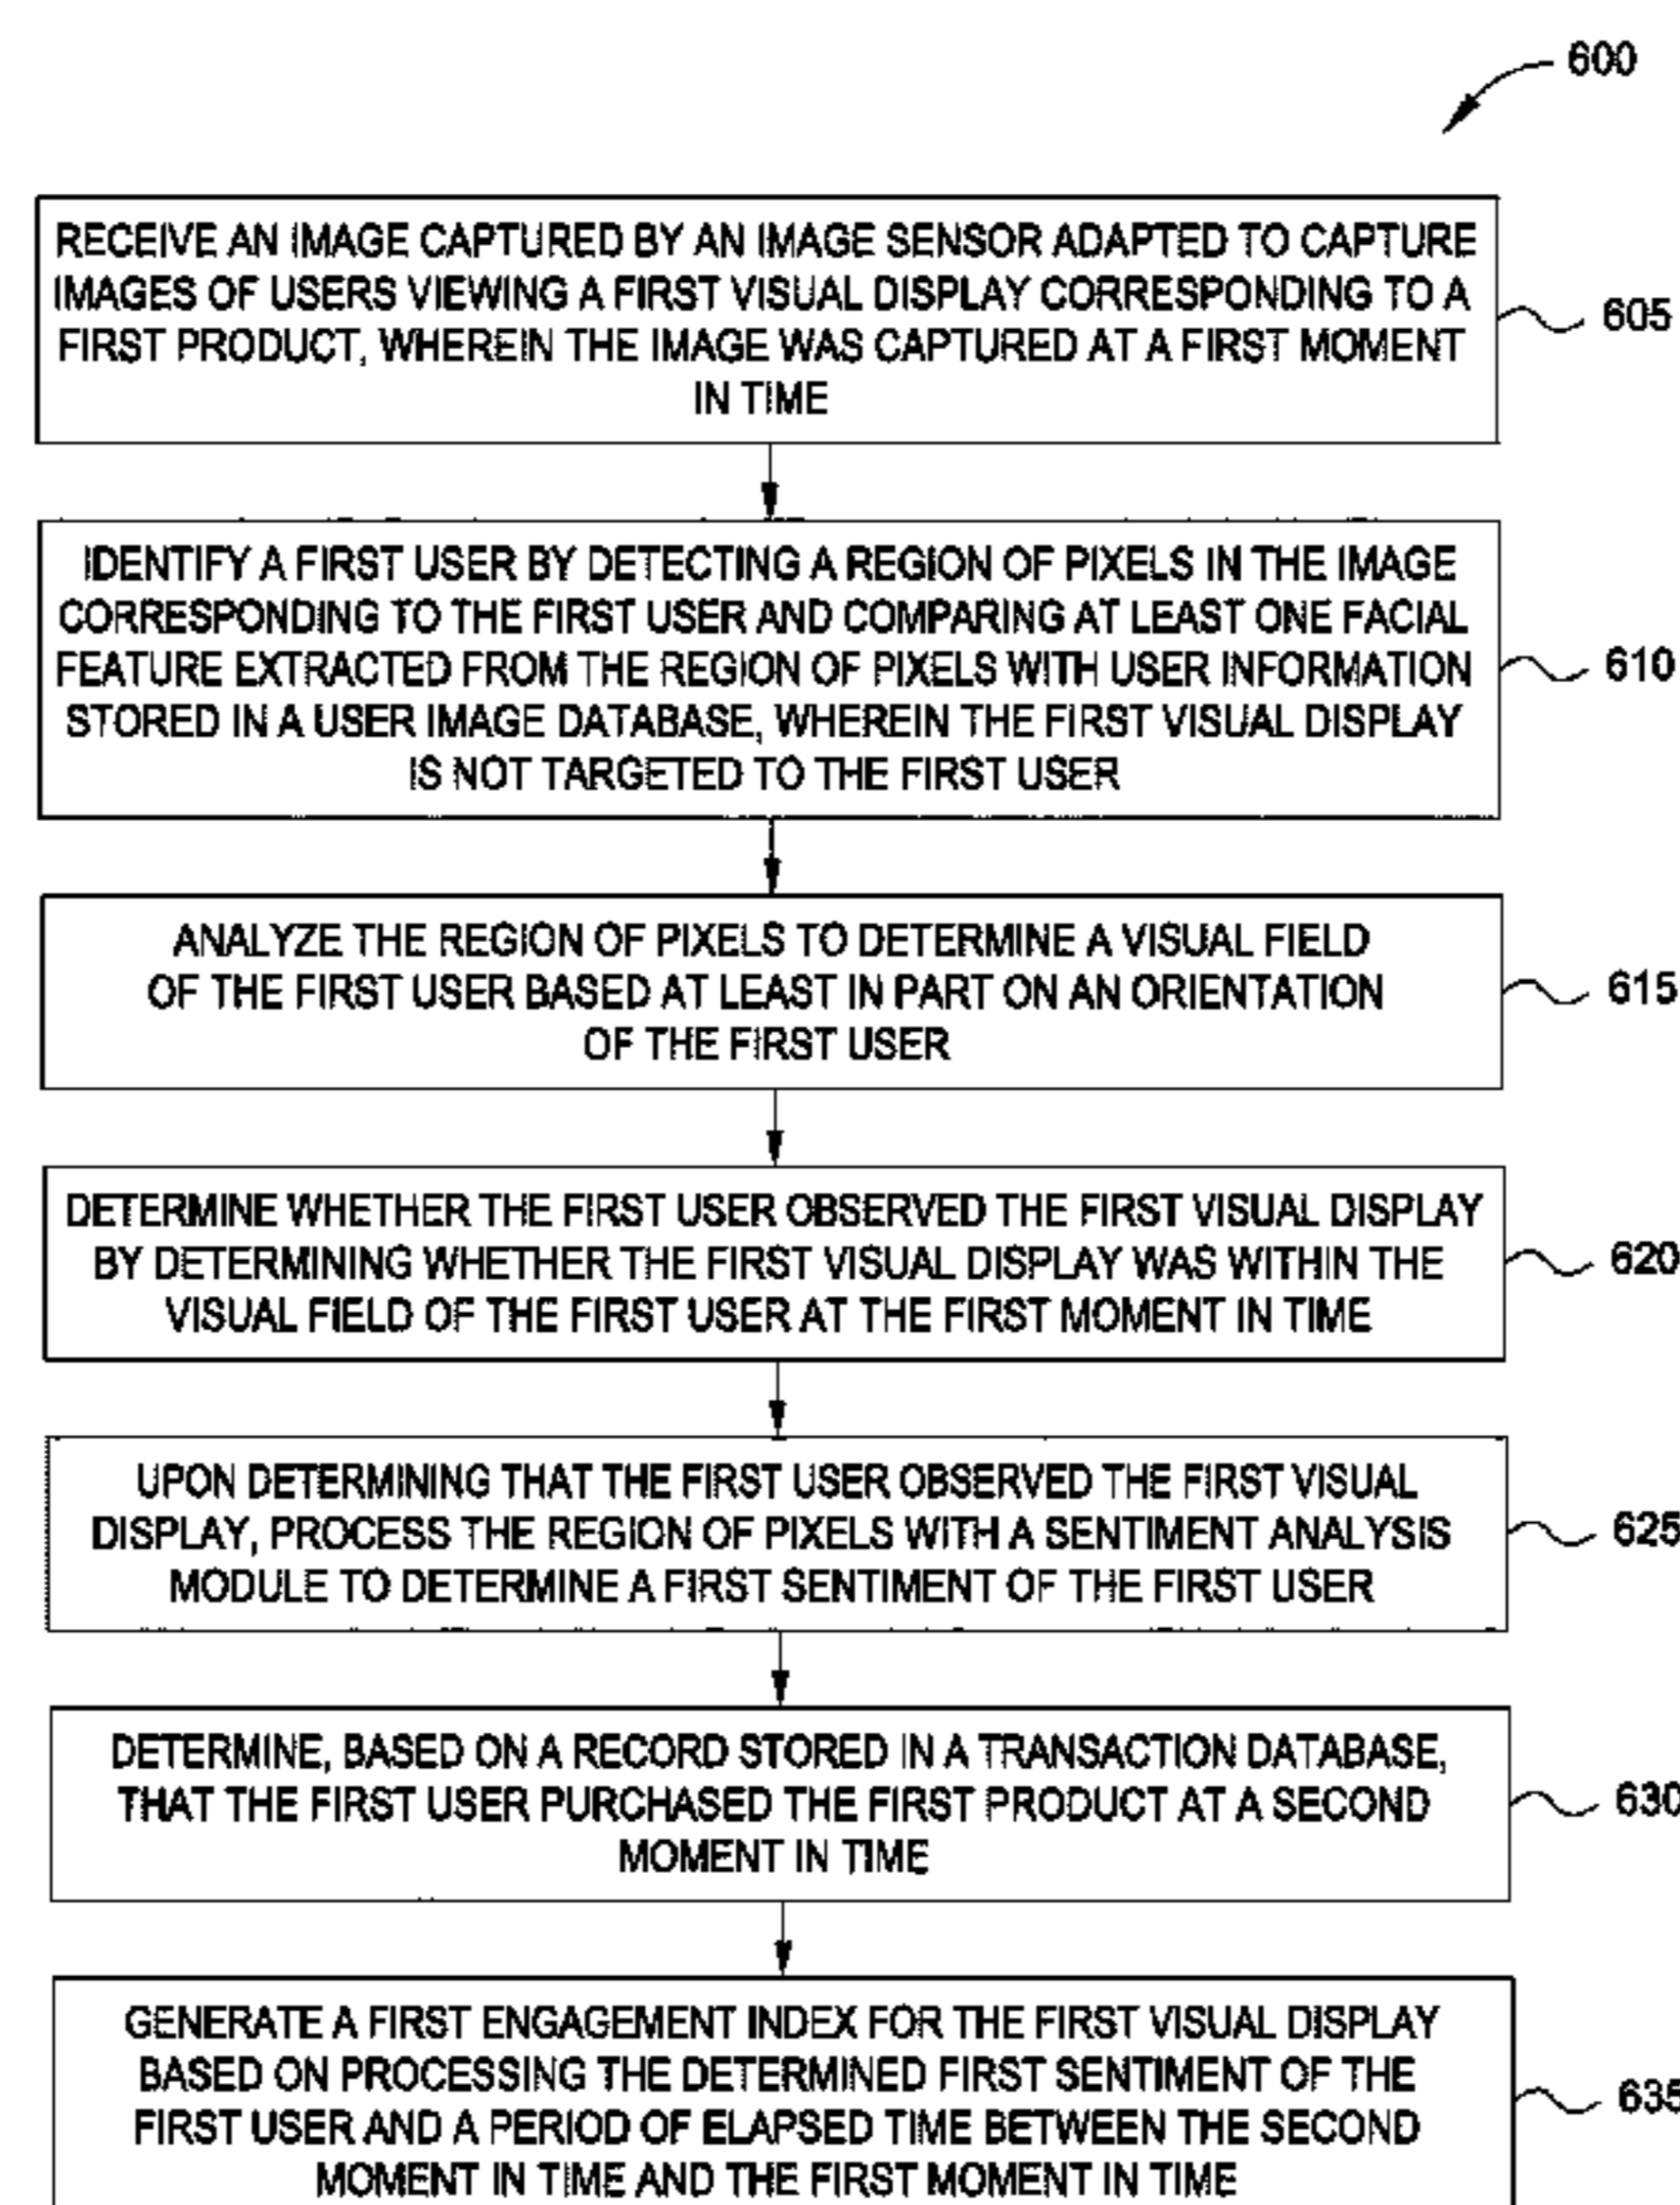 600
RECEIVE AN IMAGE CAPTURED BY AN IMAGE SENSOR ADAPTED TO CAPTURE
IMAGES OF USERS VIEWING A FIRST VISUAL DISPLAY CORRESPONDING TO A
FIRST PRODUCT, WHEREIN THE IMAGE WAS CAPTURED AT A FIRST MOMENT
IN TIME
605
IDENTIFY A FIRST USER BY DETECTING A REGION OF PIXELS IN THE IMAGE
CORRESPONDING TO THE FIRST USER AND COMPARING AT LEAST ONE FACIAL
FEATURE EXTRACTED FROM THE REGION OF PIXELS WITH USER INFORMATION
STORED IN A USER IMAGE DATABASE, WHEREIN THE FIRST VISUAL DISPLAY
IS NOT TARGETED TO THE FIRST USER
610
ANALYZE THE REGION OF PIXELS TO DETERMINE A VISUAL FIELD
OF THE FIRST USER BASED AT LEAST IN PART ON AN ORIENTATION
OF THE FIRST USER
615
DETERMINE WHETHER THE FIRST USER OBSERVED THE FIRST VISUAL DISPLAY
BY DETERMINING WHETHER THE FIRST VISUAL DISPLAY WAS WITHIN THE
VISUAL FIELD OF THE FIRST USER AT THE FIRST MOMENT IN TIME
620
UPON DETERMINING THAT THE FIRST USER OBSERVED THE FIRST VISUAL
DISPLAY, PROCESS THE REGION OF PIXELS WITH A SENTIMENT ANALYSIS
MODULE TO DETERMINE A FIRST SENTIMENT OF THE FIRST USER
625
DETERMINE, BASED ON A RECORD STORED IN A TRANSACTION DATABASE,
THAT THE FIRST USER PURCHASED THE FIRST PRODUCT AT A SECOND
MOMENT IN TIME
630
GENERATE A FIRST ENGAGEMENT INDEX FOR THE FIRST VISUAL DISPLAY
BASED ON PROCESSING THE DETERMINED FIRST SENTIMENT OF THE
FIRST USER AND A PERIOD OF ELAPSED TIME BETWEEN THE SECOND
MOMENT IN TIME AND THE FIRST MOMENT IN TIME
635